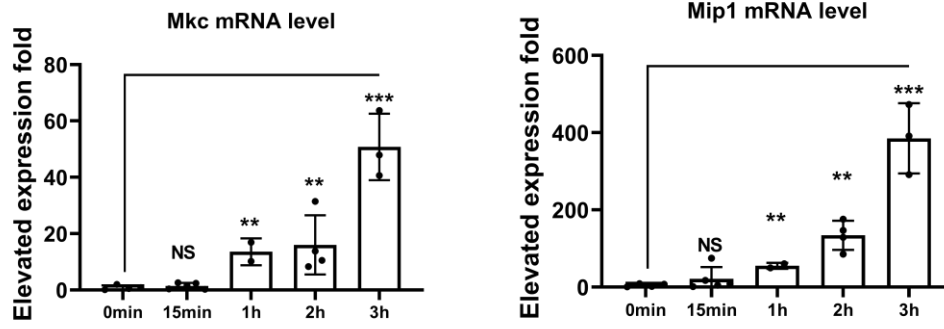 Mkc mRNA level
Elevated expression fold
80
60
40
20
0
NS
**
**
***
0min 15min 1h 2h 3h
Mip1 mRNA level
Elevated expression fold
600
400
200
0
NS
**
**
***
0min 15min 1h 2h 3h